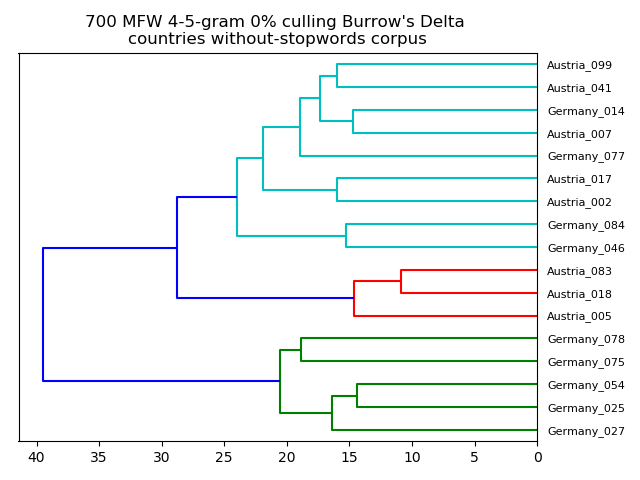 700 MFW 4-5-gram 0% culling Burrow's Delta
countries without-stopwords corpus
Austria_099
Austria_041
Germany_014
Austria_007
Germany_077
Austria_017
Austria_002
Germany_084
Germany_046
Austria_083
Austria_018
Austria_005
Germany_078
Germany_075
Germany_054
Germany_025
Germany_027
40 35 30 25 20 15 10 5 0